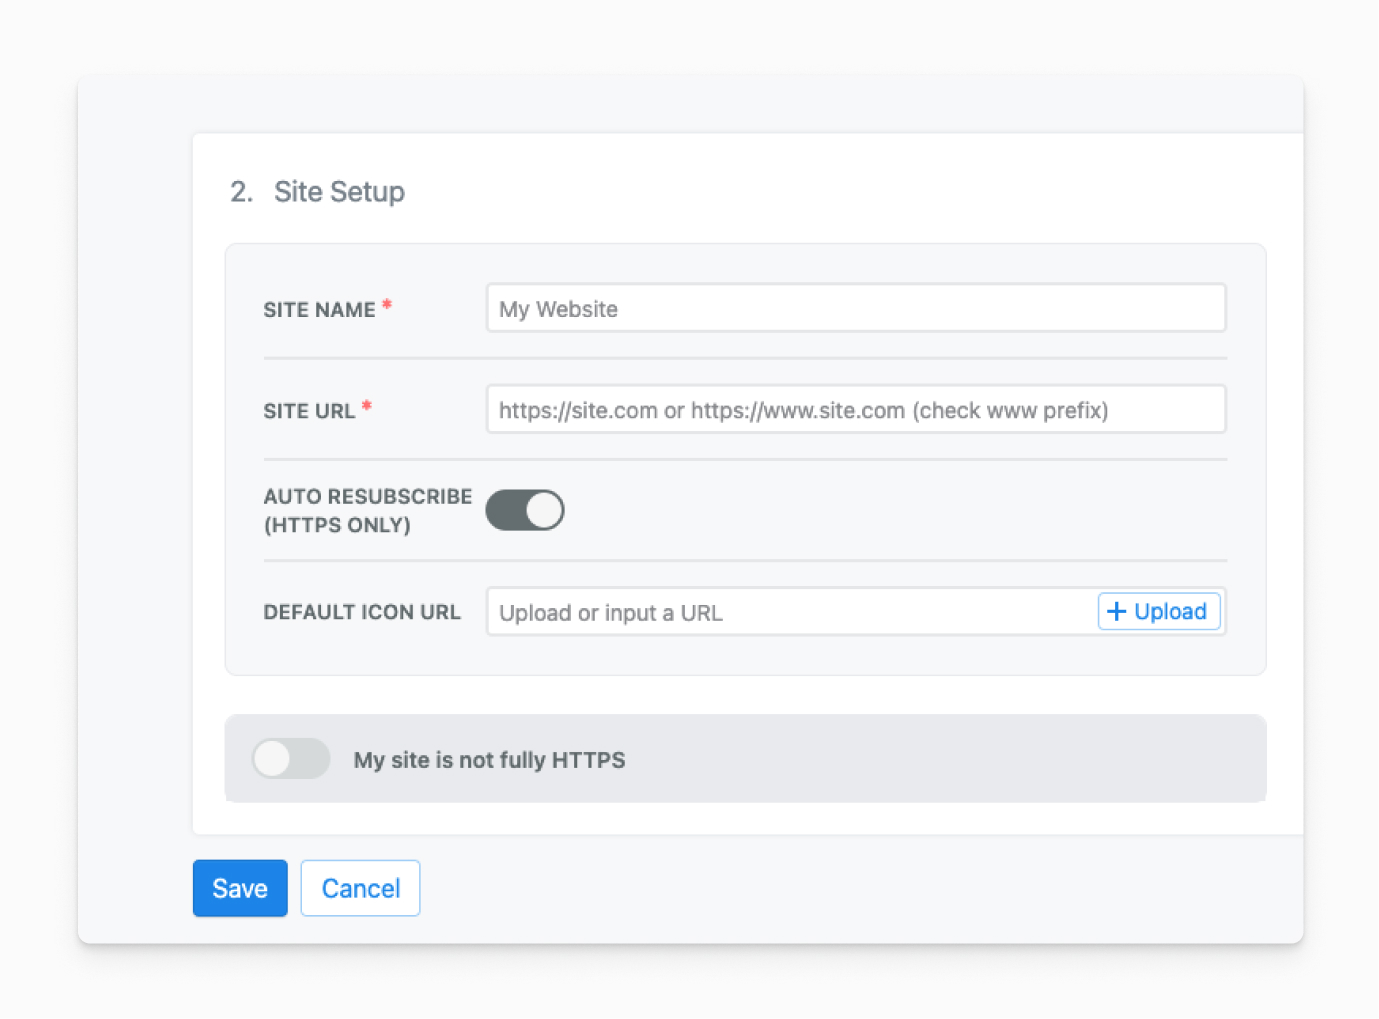 2. Site Setup
SITE NAME *
My Website
SITE URL *
https://site.com or https://www.site.com (check www prefix)
AUTO RESUBSCRIBE
(HTTPS ONLY)
DEFAULT ICON URL
Upload or input a URL
+ Upload
My site is not fully HTTPS
Save
Cancel